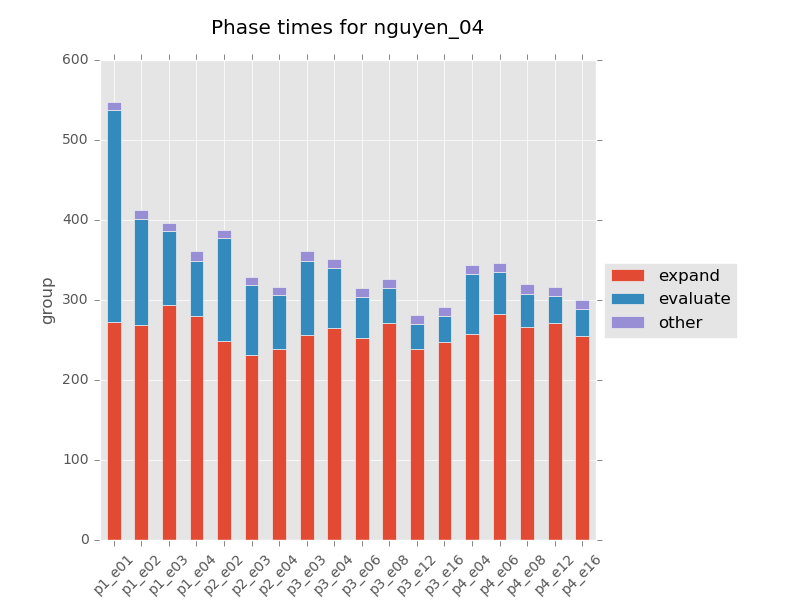 Phase times for nguyen_04
600
500
400
300
200
100
0
group
expand
evaluate
other
p1_e01
p1_e02
p1_e03
p1_e04
p2_e02
p2_e03
p2_e04
p3_e03
p3_e04
p3_e06
p3_e08
p3_e12
p3_e16
p4_e04
p4_e06
p4_e08
p4_e12
p4_e16